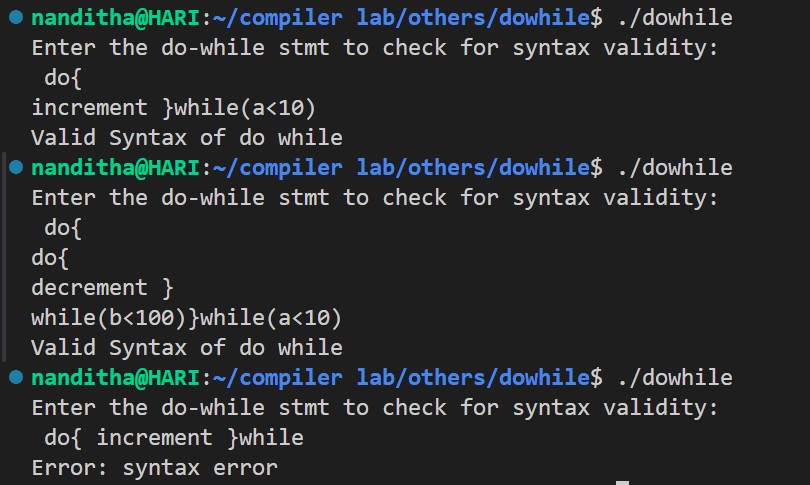 nanditha@HARI:~/compiler lab/others/dowhile$ ./dowhile
Enter the do-while stmt to check for syntax validity:
 do{
increment }while(a<10)
Valid Syntax of do while
nanditha@HARI:~/compiler lab/others/dowhile$ ./dowhile
Enter the do-while stmt to check for syntax validity:
 do{
do{
decrement }
while(b<100)}while(a<10)
Valid Syntax of do while
nanditha@HARI:~/compiler lab/others/dowhile$ ./dowhile
Enter the do-while stmt to check for syntax validity:
 do{ increment }while
Error: syntax error